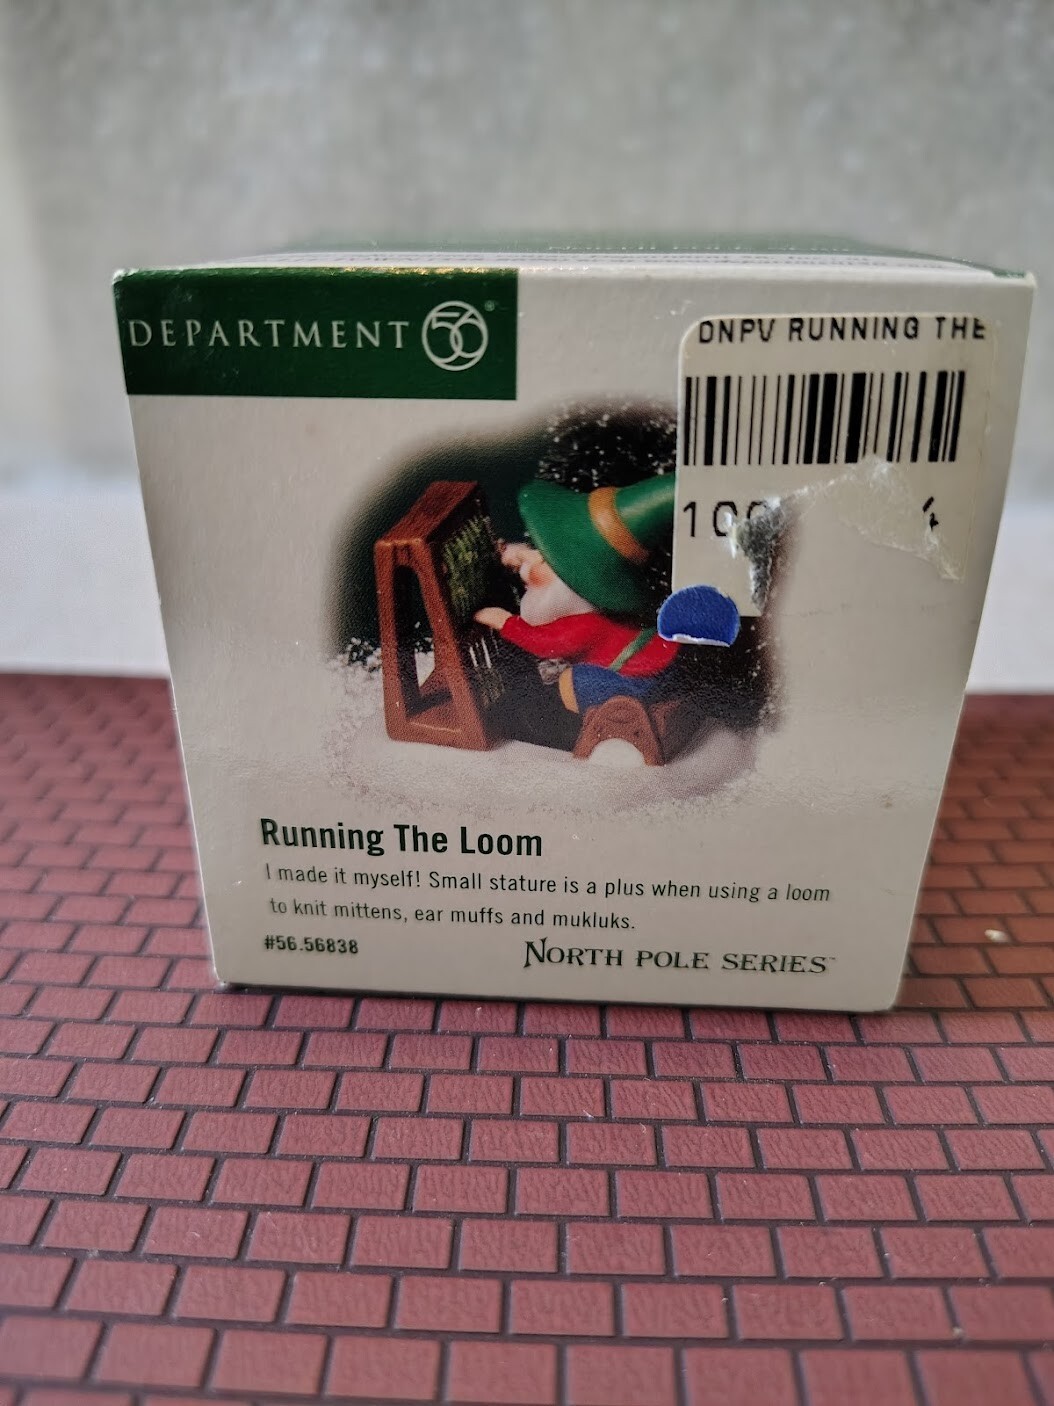 DEPARTMENT 56®
DNPV RUNNING THE
Running The Loom
I made it myself! Small stature is a plus when using a loom
to knit mittens, ear muffs and mukluks.
#56.56838
NORTH POLE SERIES™